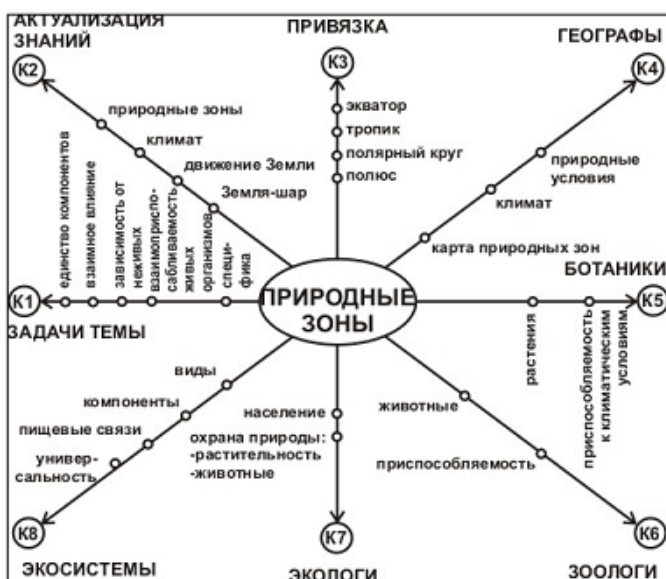 АКТУАЛИЗАЦИЯ
ЗНАНИЙ
К2
природные зоны
климат
движение Земли
Земля-шар
ПРИВЯЗКА
К3
экватор
тропик
полярный круг
полюс
ГЕОГРАФЫ
К4
природные
условия
климат
карта природных зон
К1
ЗАДАЧИ ТЕМЫ
единство компонентов
взаимное влияние
зависимость от
неживых
взаимоприспо-
сабливаемость
живых
организмов
специ-
фика
ПРИРОДНЫЕ
ЗОНЫ
БОТАНИКИ
К5
растения
приспособляемость
к климатическим
условиям
виды
компоненты
пищевые связи
универ-
сальность
К8
ЭКОСИСТЕМЫ
население
охрана природы:
-растительность
-животные
К7
ЭКОЛОГИ
животные
приспособляемость
К6
ЗООЛОГИ